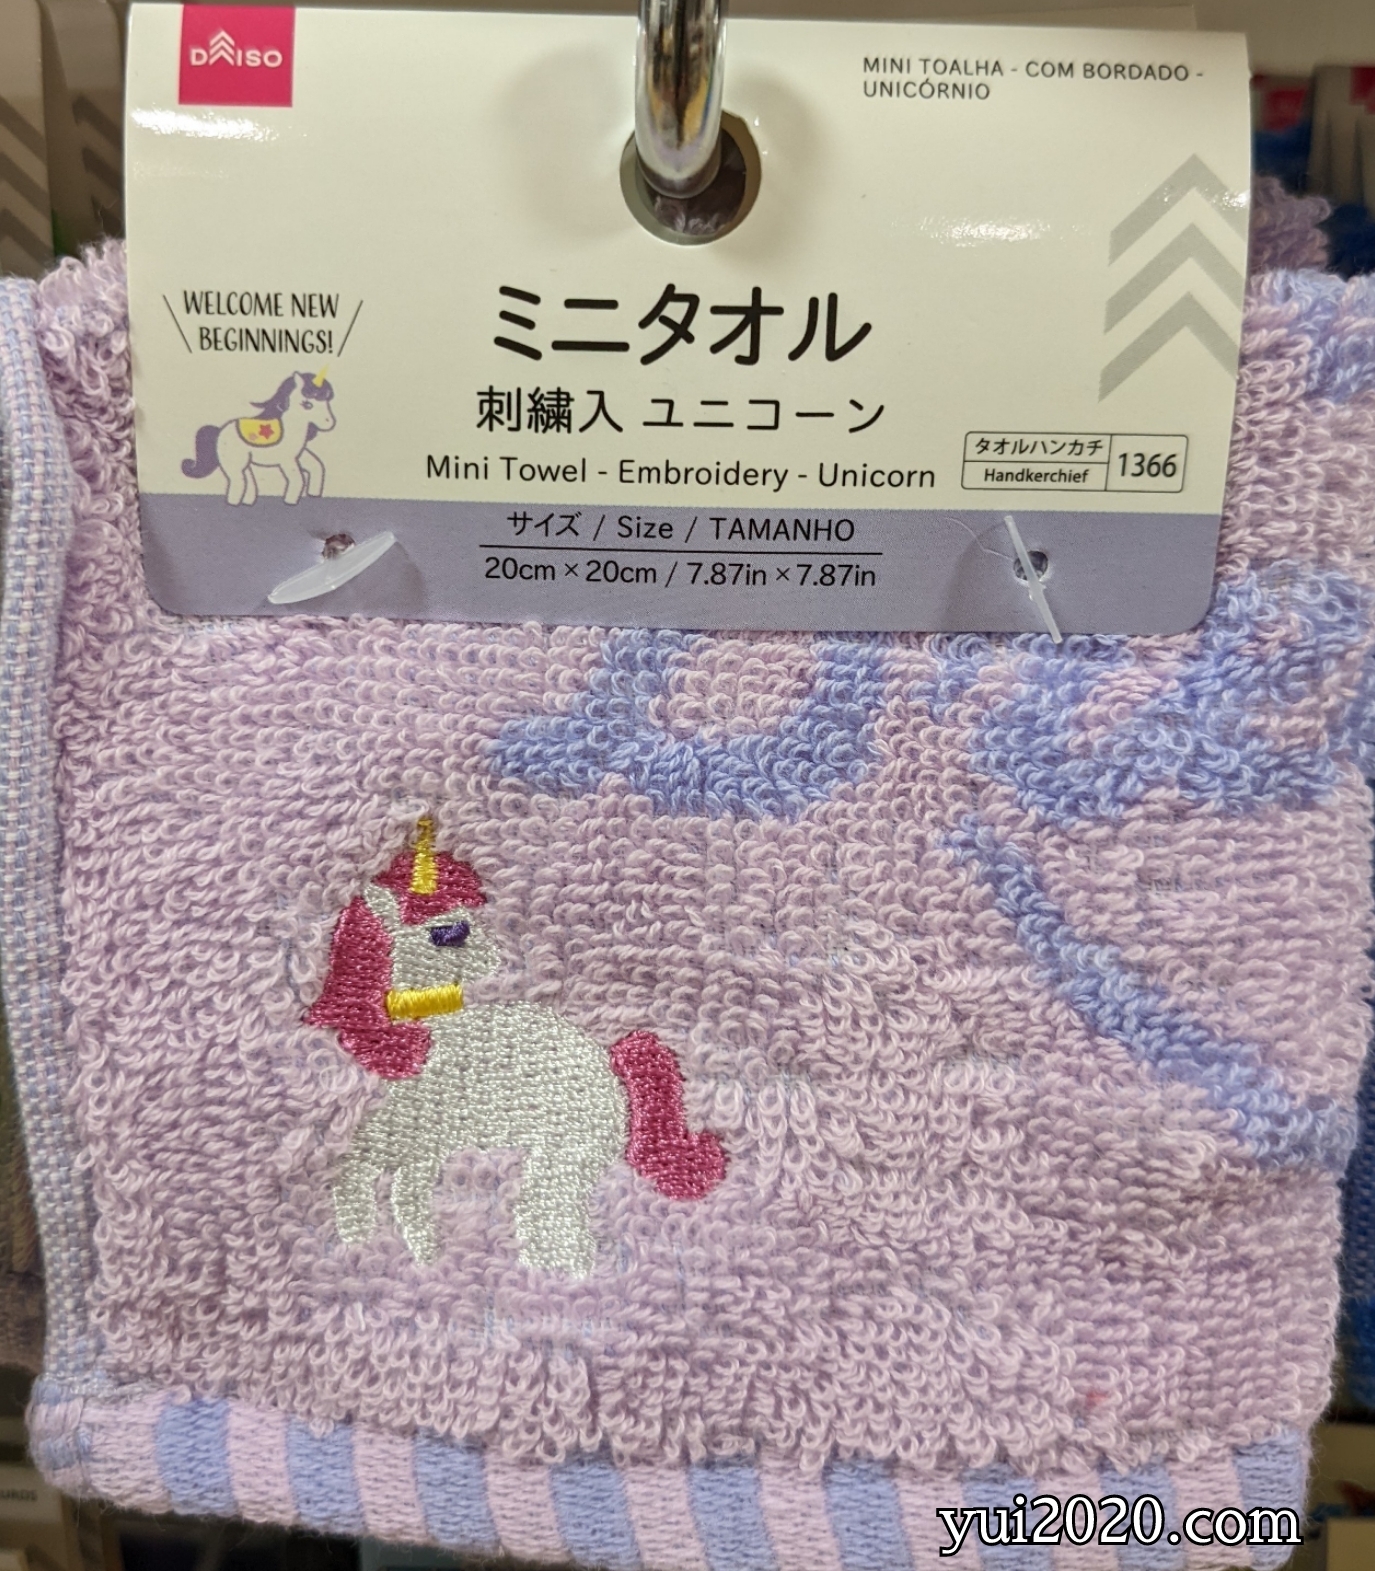 DAISO
MINI TOALHA - COM BORDADO -
UNICÓRNIO
WELCOME NEW
BEGINNINGS!
ミニタオル
刺繍入 ユニコーン
Mini Towel - Embroidery - Unicorn
タオルハンカチ
Handkerchief
1366
サイズ / Size / TAMANHO
20cm×20cm / 7.87in×7.87in
yui2020.com